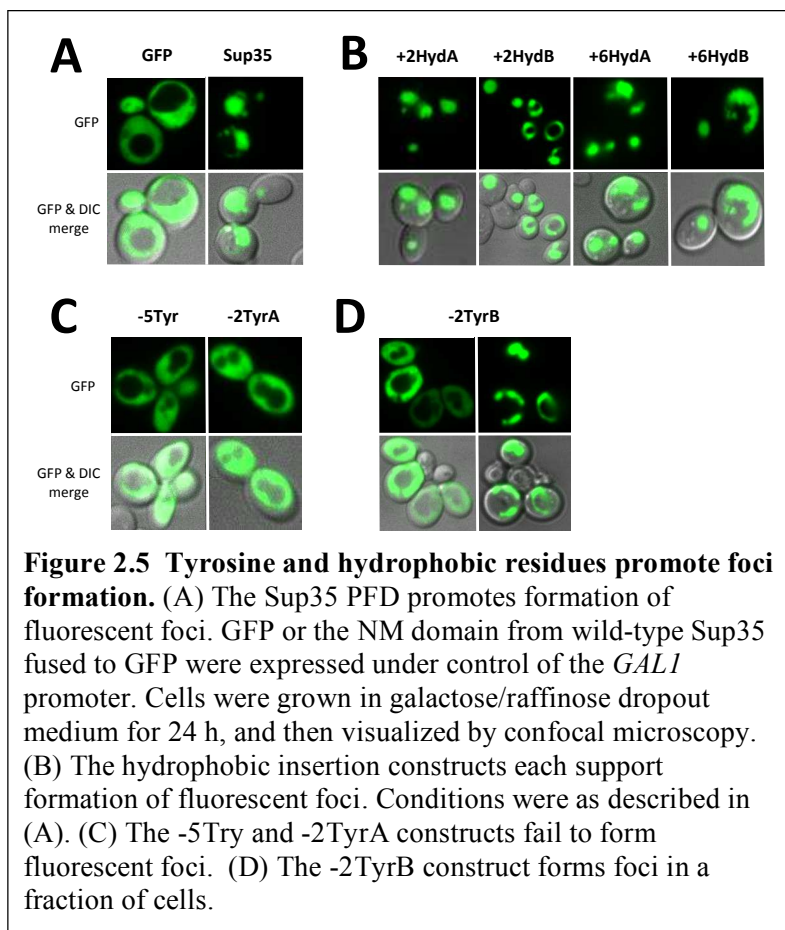 A
GFP Sup35
B
+2HydA +2HydB +6HydA +6HydB
GFP
GFP & DIC
merge
C
-5Tyr -2TyrA
D
-2TyrB
GFP
GFP & DIC
merge
Figure 2.5 Tyrosine and hydrophobic residues promote foci
formation. (A) The Sup35 PFD promotes formation of
fluorescent foci. GFP or the NM domain from wild-type Sup35
fused to GFP were expressed under control of the GAL1
promoter. Cells were grown in galactose/raffinose dropout
medium for 24 h, and then visualized by confocal microscopy.
(B) The hydrophobic insertion constructs each support
formation of fluorescent foci. Conditions were as described in
(A). (C) The -5Try and -2TyrA constructs fail to form
fluorescent foci. (D) The -2TyrB construct forms foci in a
fraction of cells.